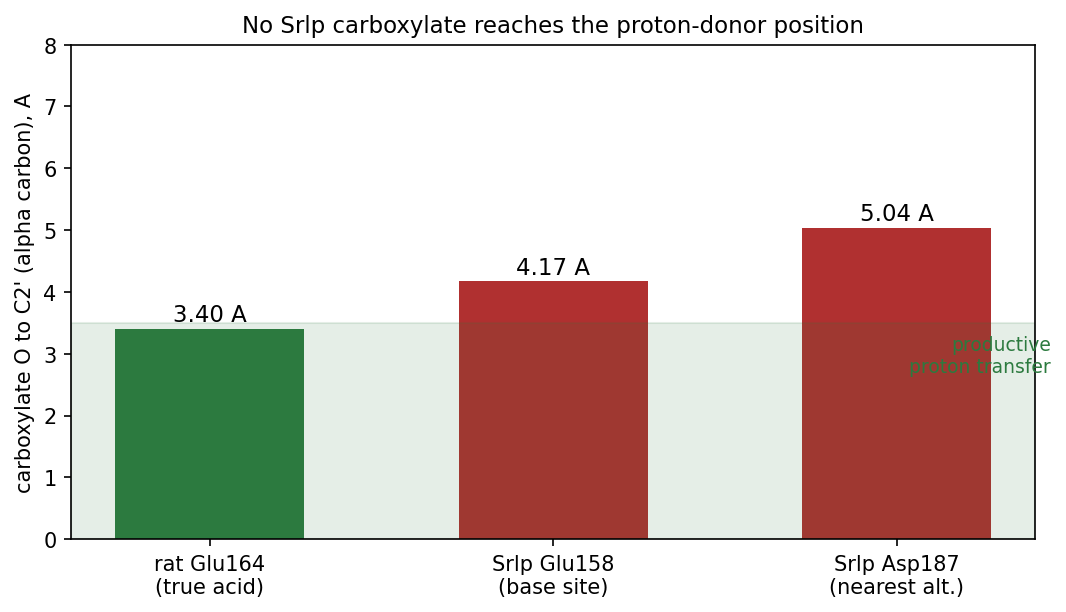 No Srlp carboxylate reaches the proton-donor position
carboxylate O to C2' (alpha carbon), A
8
7
6
5
4
3
2
1
0
3.40 A
4.17 A
5.04 A
productive
proton transfer
rat Glu164
(true acid)
Srlp Glu158
(base site)
Srlp Asp187
(nearest alt.)